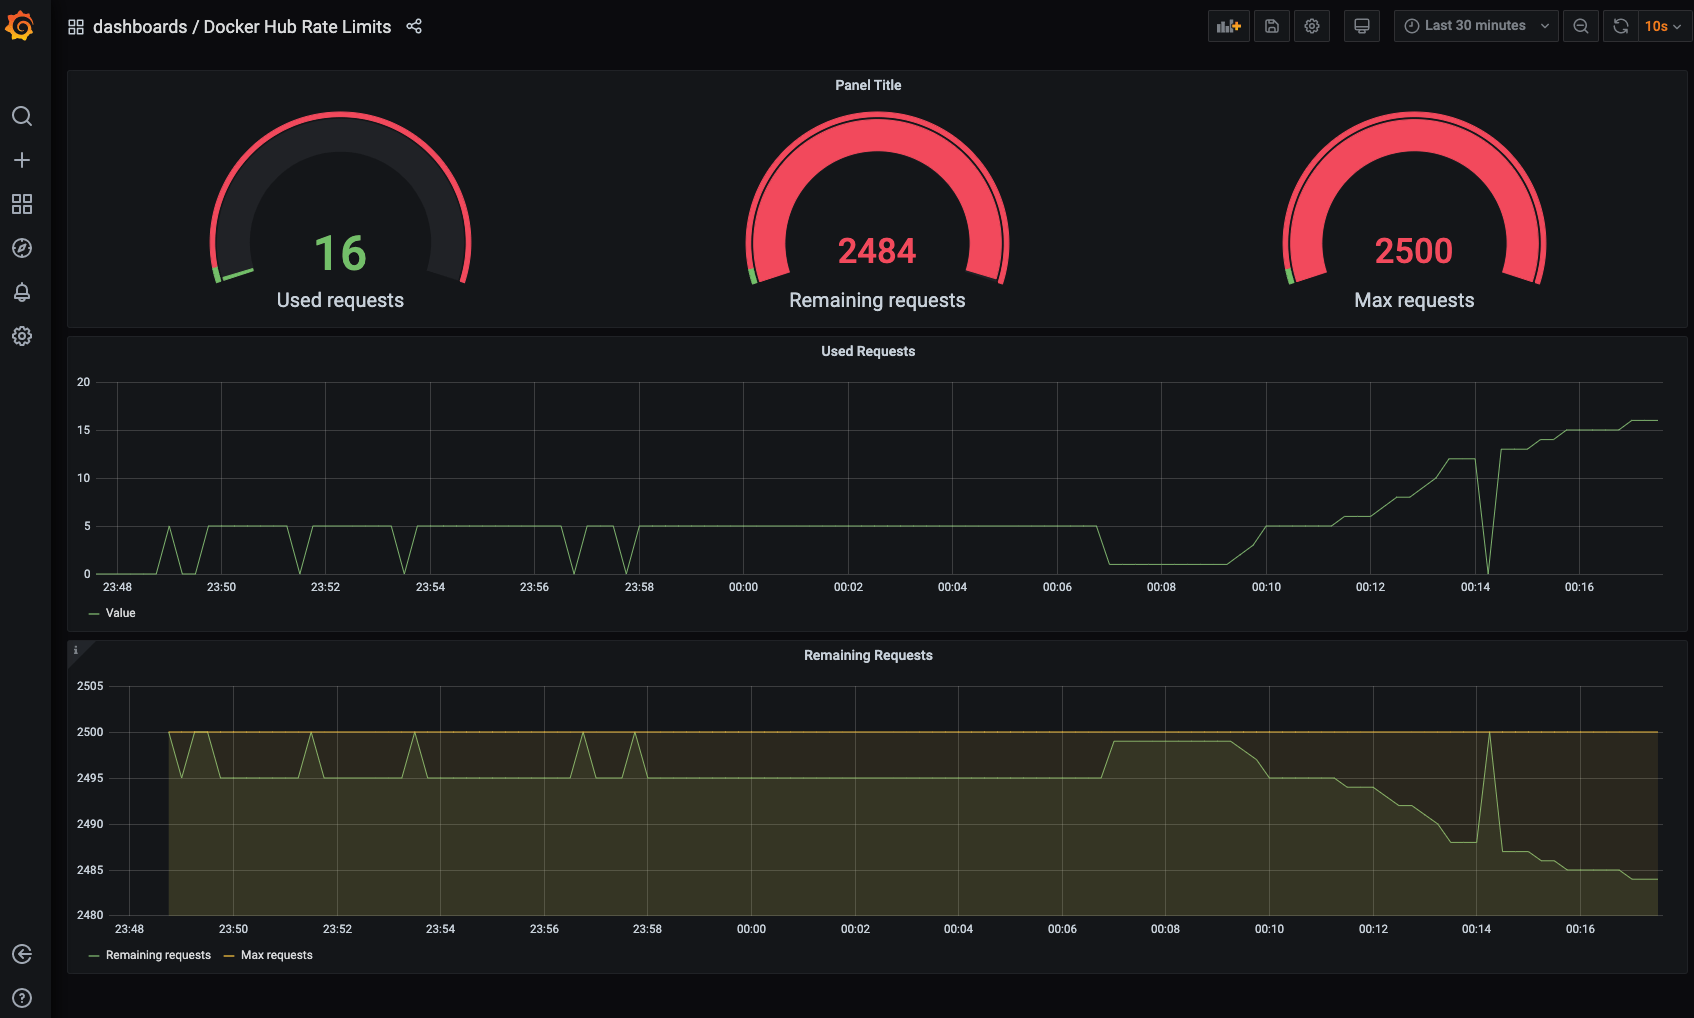 dashboards / Docker Hub Rate Limits
Last 30 minutes
10s
Panel Title
16
Used requests
2484
Remaining requests
2500
Max requests
Used Requests
20
15
10
5
0
23:48 23:50 23:52 23:54 23:56 23:58 00:00 00:02 00:04 00:06 00:08 00:10 00:12 00:14 00:16
Value
i
Remaining Requests
2505
2500
2495
2490
2485
2480
23:48 23:50 23:52 23:54 23:56 23:58 00:00 00:02 00:04 00:06 00:08 00:10 00:12 00:14 00:16
Remaining requests Max requests